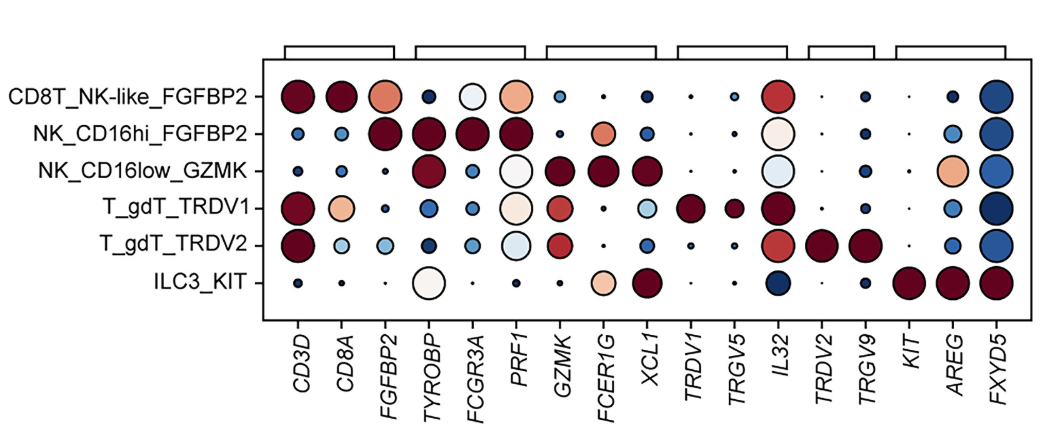 CD8T_NK-like_FGFBP2
NK_CD16hi_FGFBP2
NK_CD16low_GZMK
T_gdT_TRDV1
T_gdT_TRDV2
ILC3_KIT
CD3D
CD8A
FGFBP2
TYROBP
FCGR3A
PRF1
GZMK
FCER1G
XCL1
TRDV1
TRGV5
IL32
TRDV2
TRGV9
KIT
AREG
FXYD5